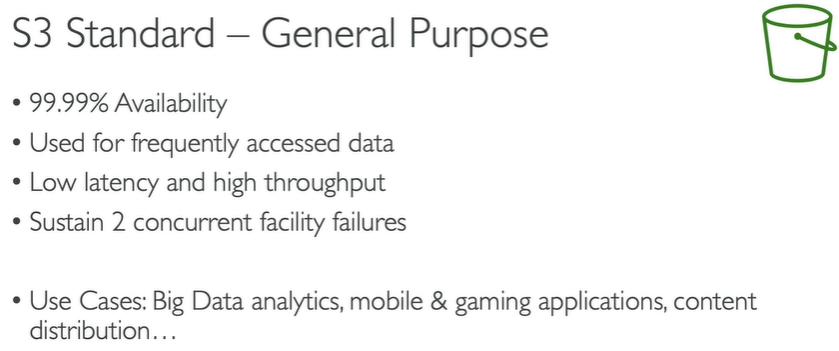 S3 Standard – General Purpose
• 99.99% Availability
• Used for frequently accessed data
• Low latency and high throughput
• Sustain 2 concurrent facility failures
• Use Cases: Big Data analytics, mobile & gaming applications, content
distribution…